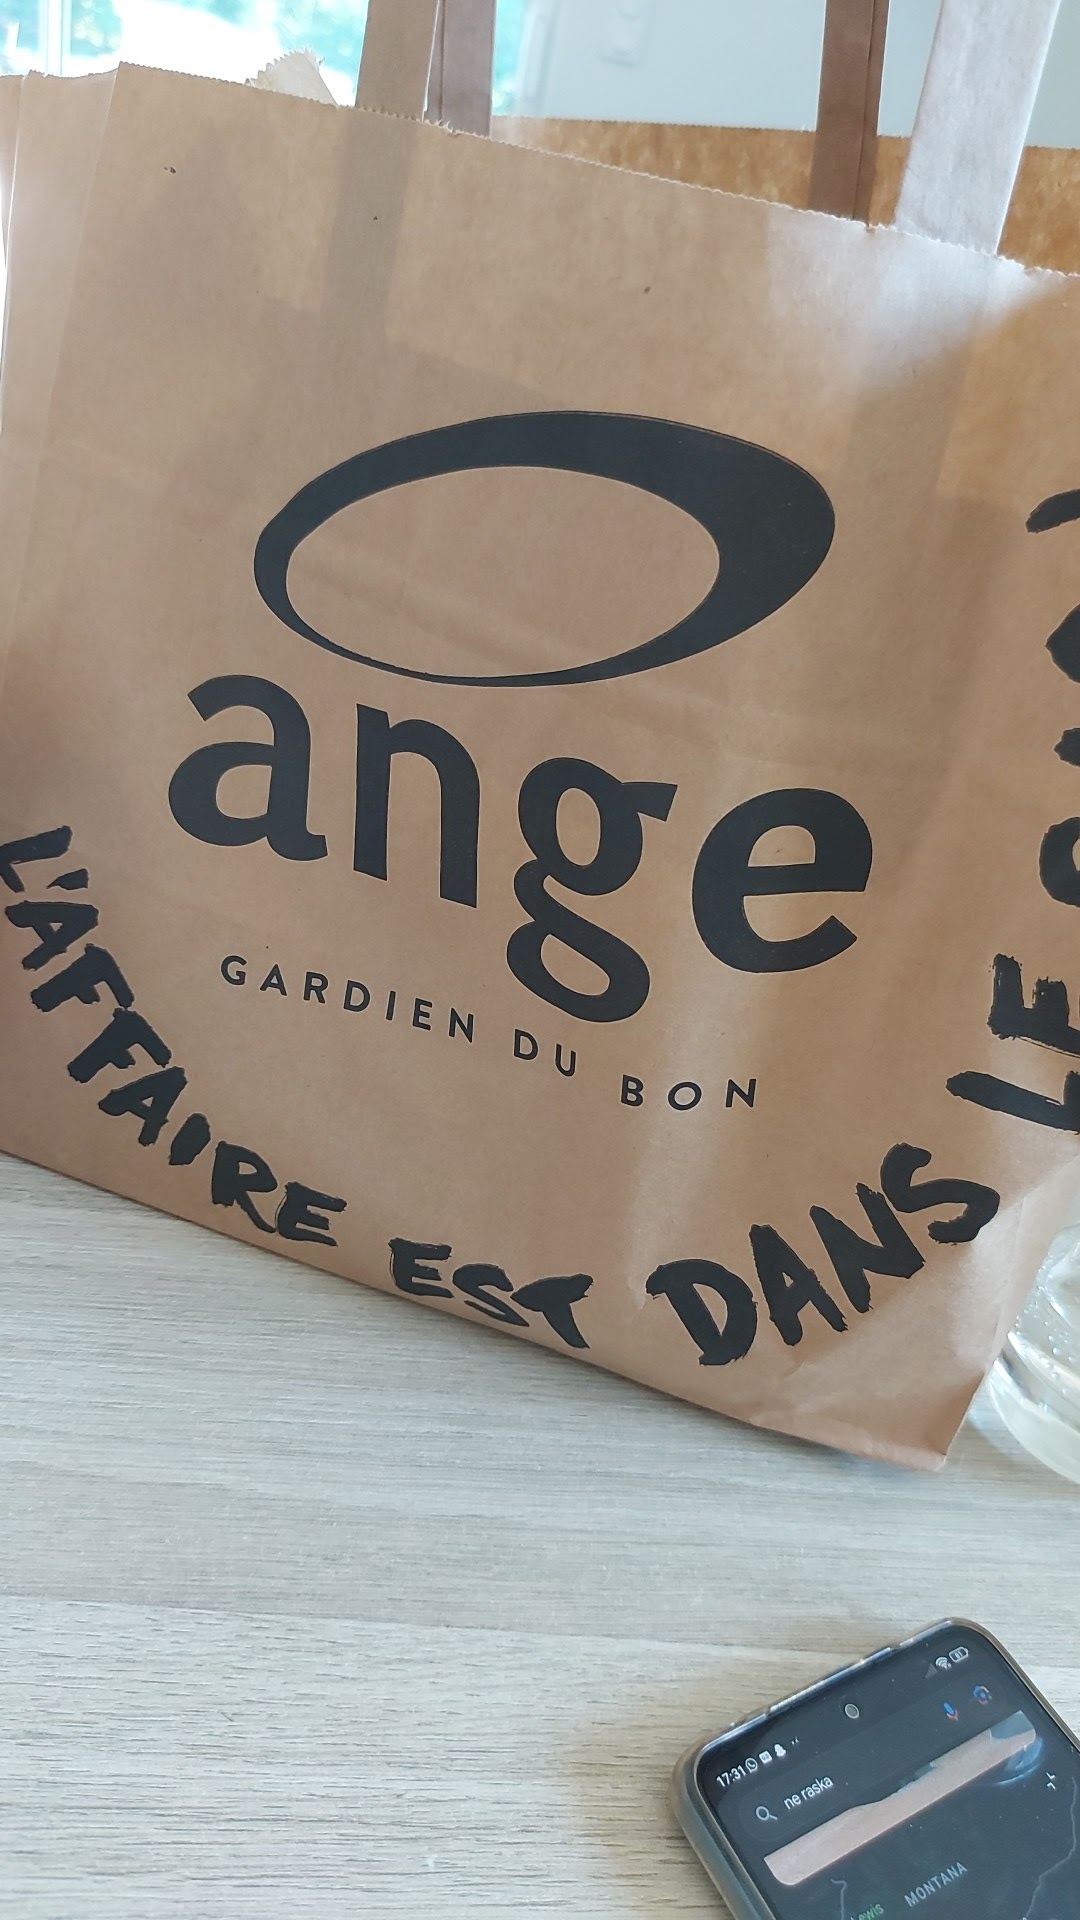 ange
GARDIEN DU BON
L'AFFAIRE EST DANS LE
17:31
ne raska
MONTANA